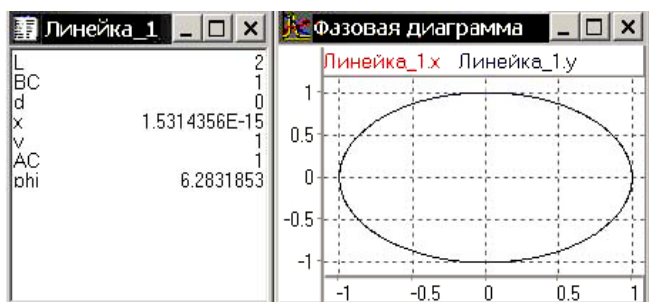 Линейка_1
L 2
BC 1
d 0
x 1.5314356E-15
v 1
AC 1
phi 6.2831853
Фазовая диаграмма
Линейка_1.x Линейка_1.y
1
0.5
0
-0.5
-1
-1 -0.5 0 0.5 1